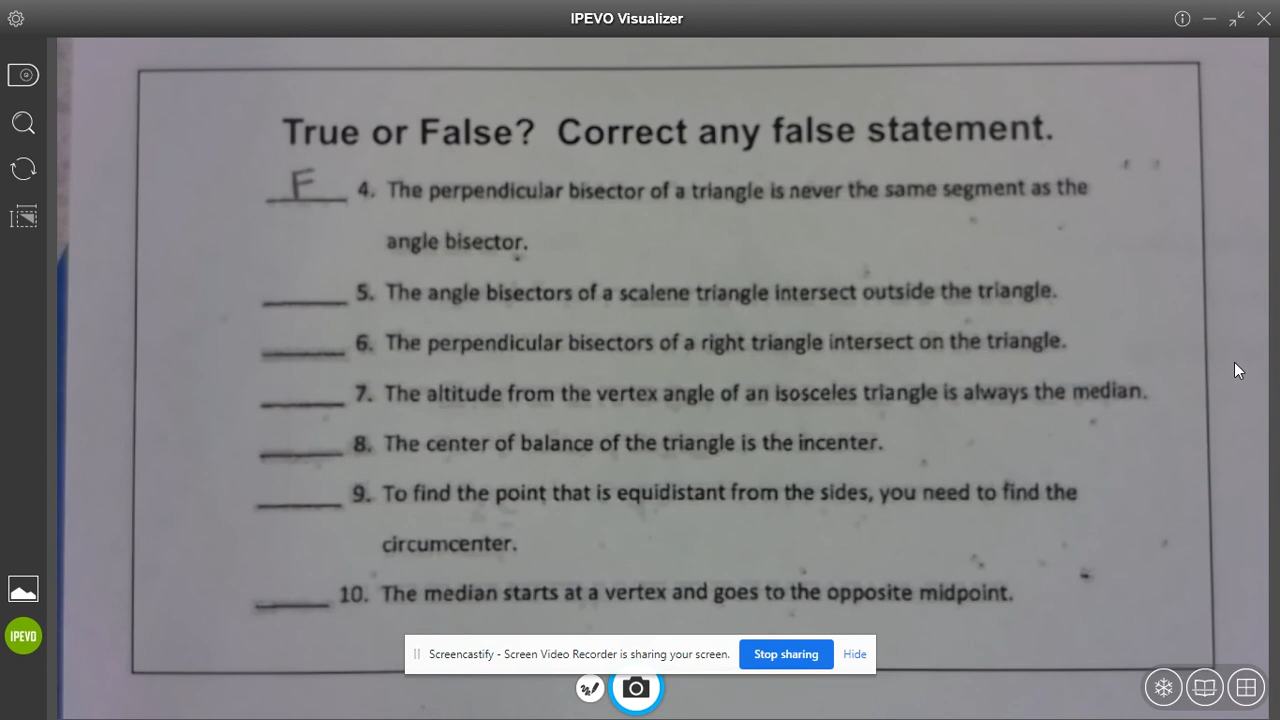 IPEVO Visualizer
True or False? Correct any false statement.
F 4. The perpendicular bisector of a triangle is never the same segment as the
angle bisector.
5. The angle bisectors of a scalene triangle intersect outside the triangle.
6. The perpendicular bisectors of a right triangle intersect on the triangle.
7. The altitude from the vertex angle of an isosceles triangle is always the median.
8. The center of balance of the triangle is the incenter.
9. To find the point that is equidistant from the sides, you need to find the
circumcenter.
10. The median starts at a vertex and goes to the opposite midpoint.
IPEVO
Screencastify - Screen Video Recorder is sharing your screen. Stop sharing Hide